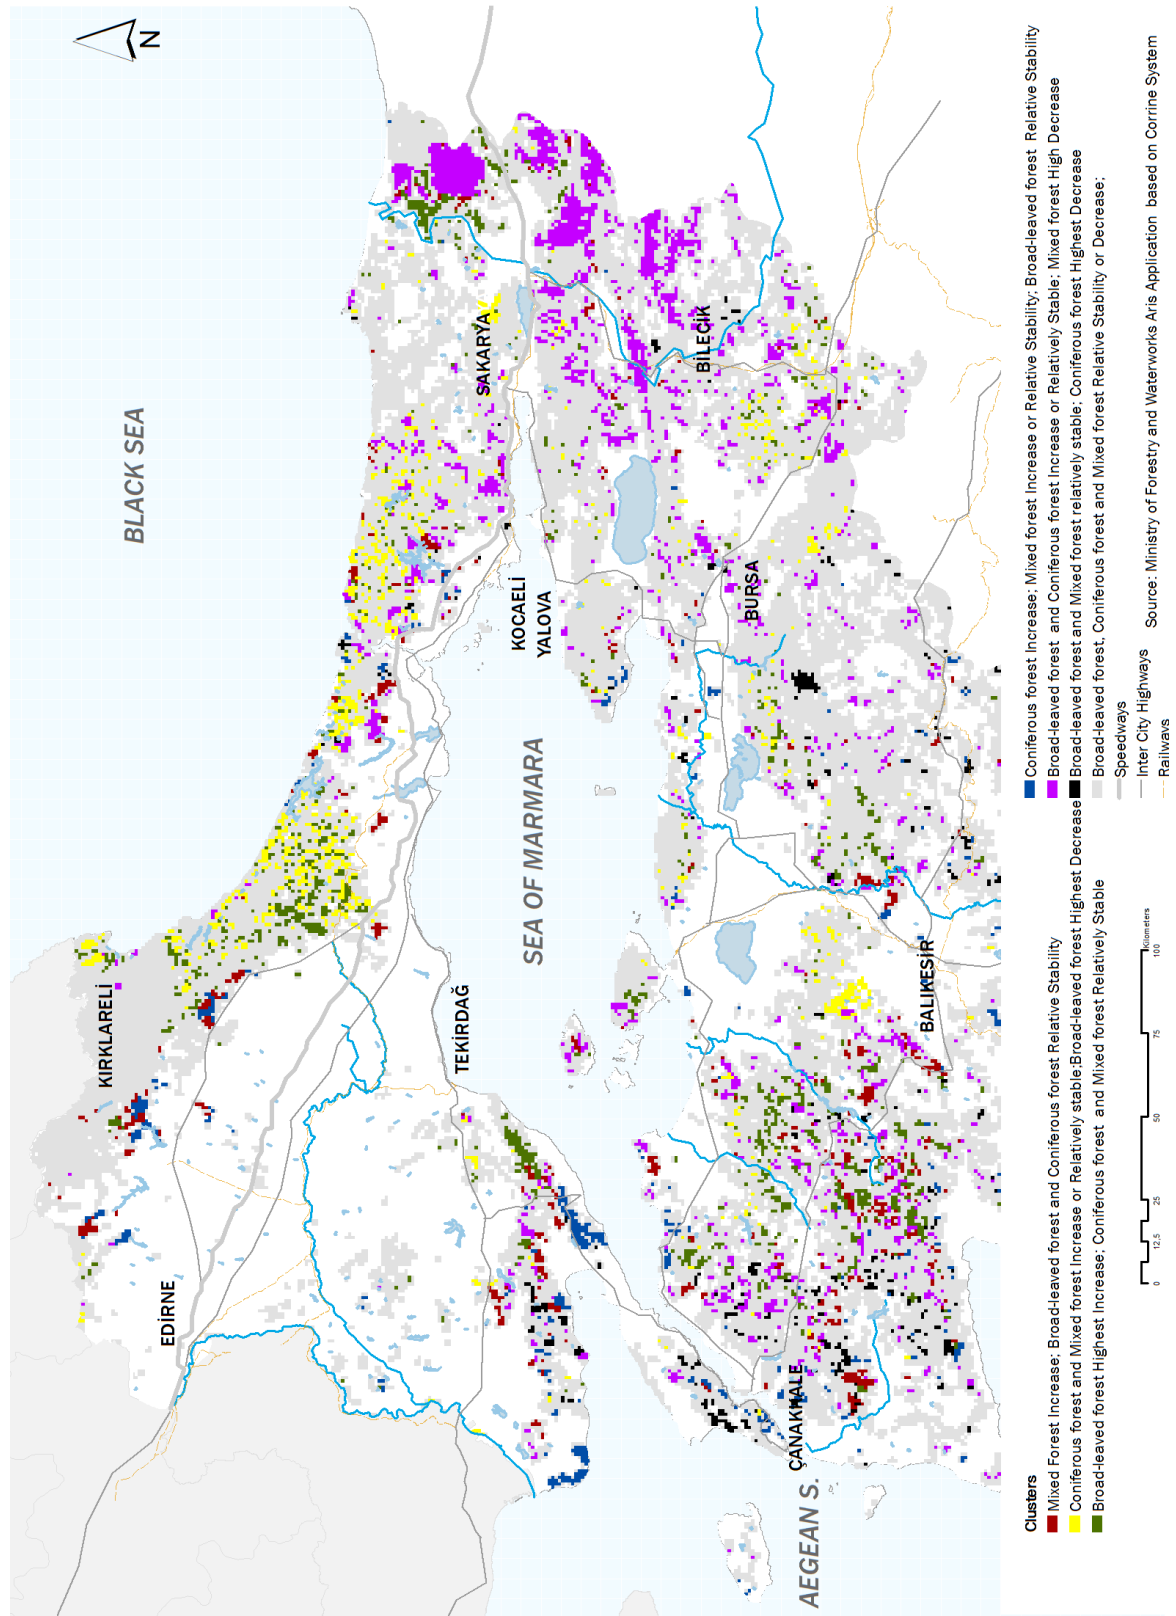 N
BLACK SEA
KIRKLARELİ
EDİRNE
SAKARYA
TEKİRDAĞ
KOCAELİ
YALOVA
SEA OF MARMARA
BİLECİK
BURSA
BALIKESİR
ÇANAKKALE
AEGEAN S.
Clusters
Mixed Forest Increase; Broad-leaved forest and Coniferous forest Relative Stability
Coniferous forest and Mixed forest Increase or Relatively stable;Broad-leaved forest Highest Decrease
Broad-leaved forest Highest Increase; Coniferous forest and Mixed forest Relatively Stable
Coniferous forest Increase; Mixed forest Increase or Relative Stability; Broad-leaved forest Relative Stability
Broad-leaved forest and Coniferous forest Increase or Relatively Stable; Mixed forest High Decrease
Broad-leaved forest and Mixed forest relatively stable; Coniferous forest Highest Decrease
Broad-leaved forest, Coniferous forest and Mixed forest Relative Stability or Decrease;
Speedways
Inter City Highways
Railways
Source: Ministry of Forestry and Waterworks Aris Application based on Corrine System
0 12,5 25 50 75 100
Kilometers